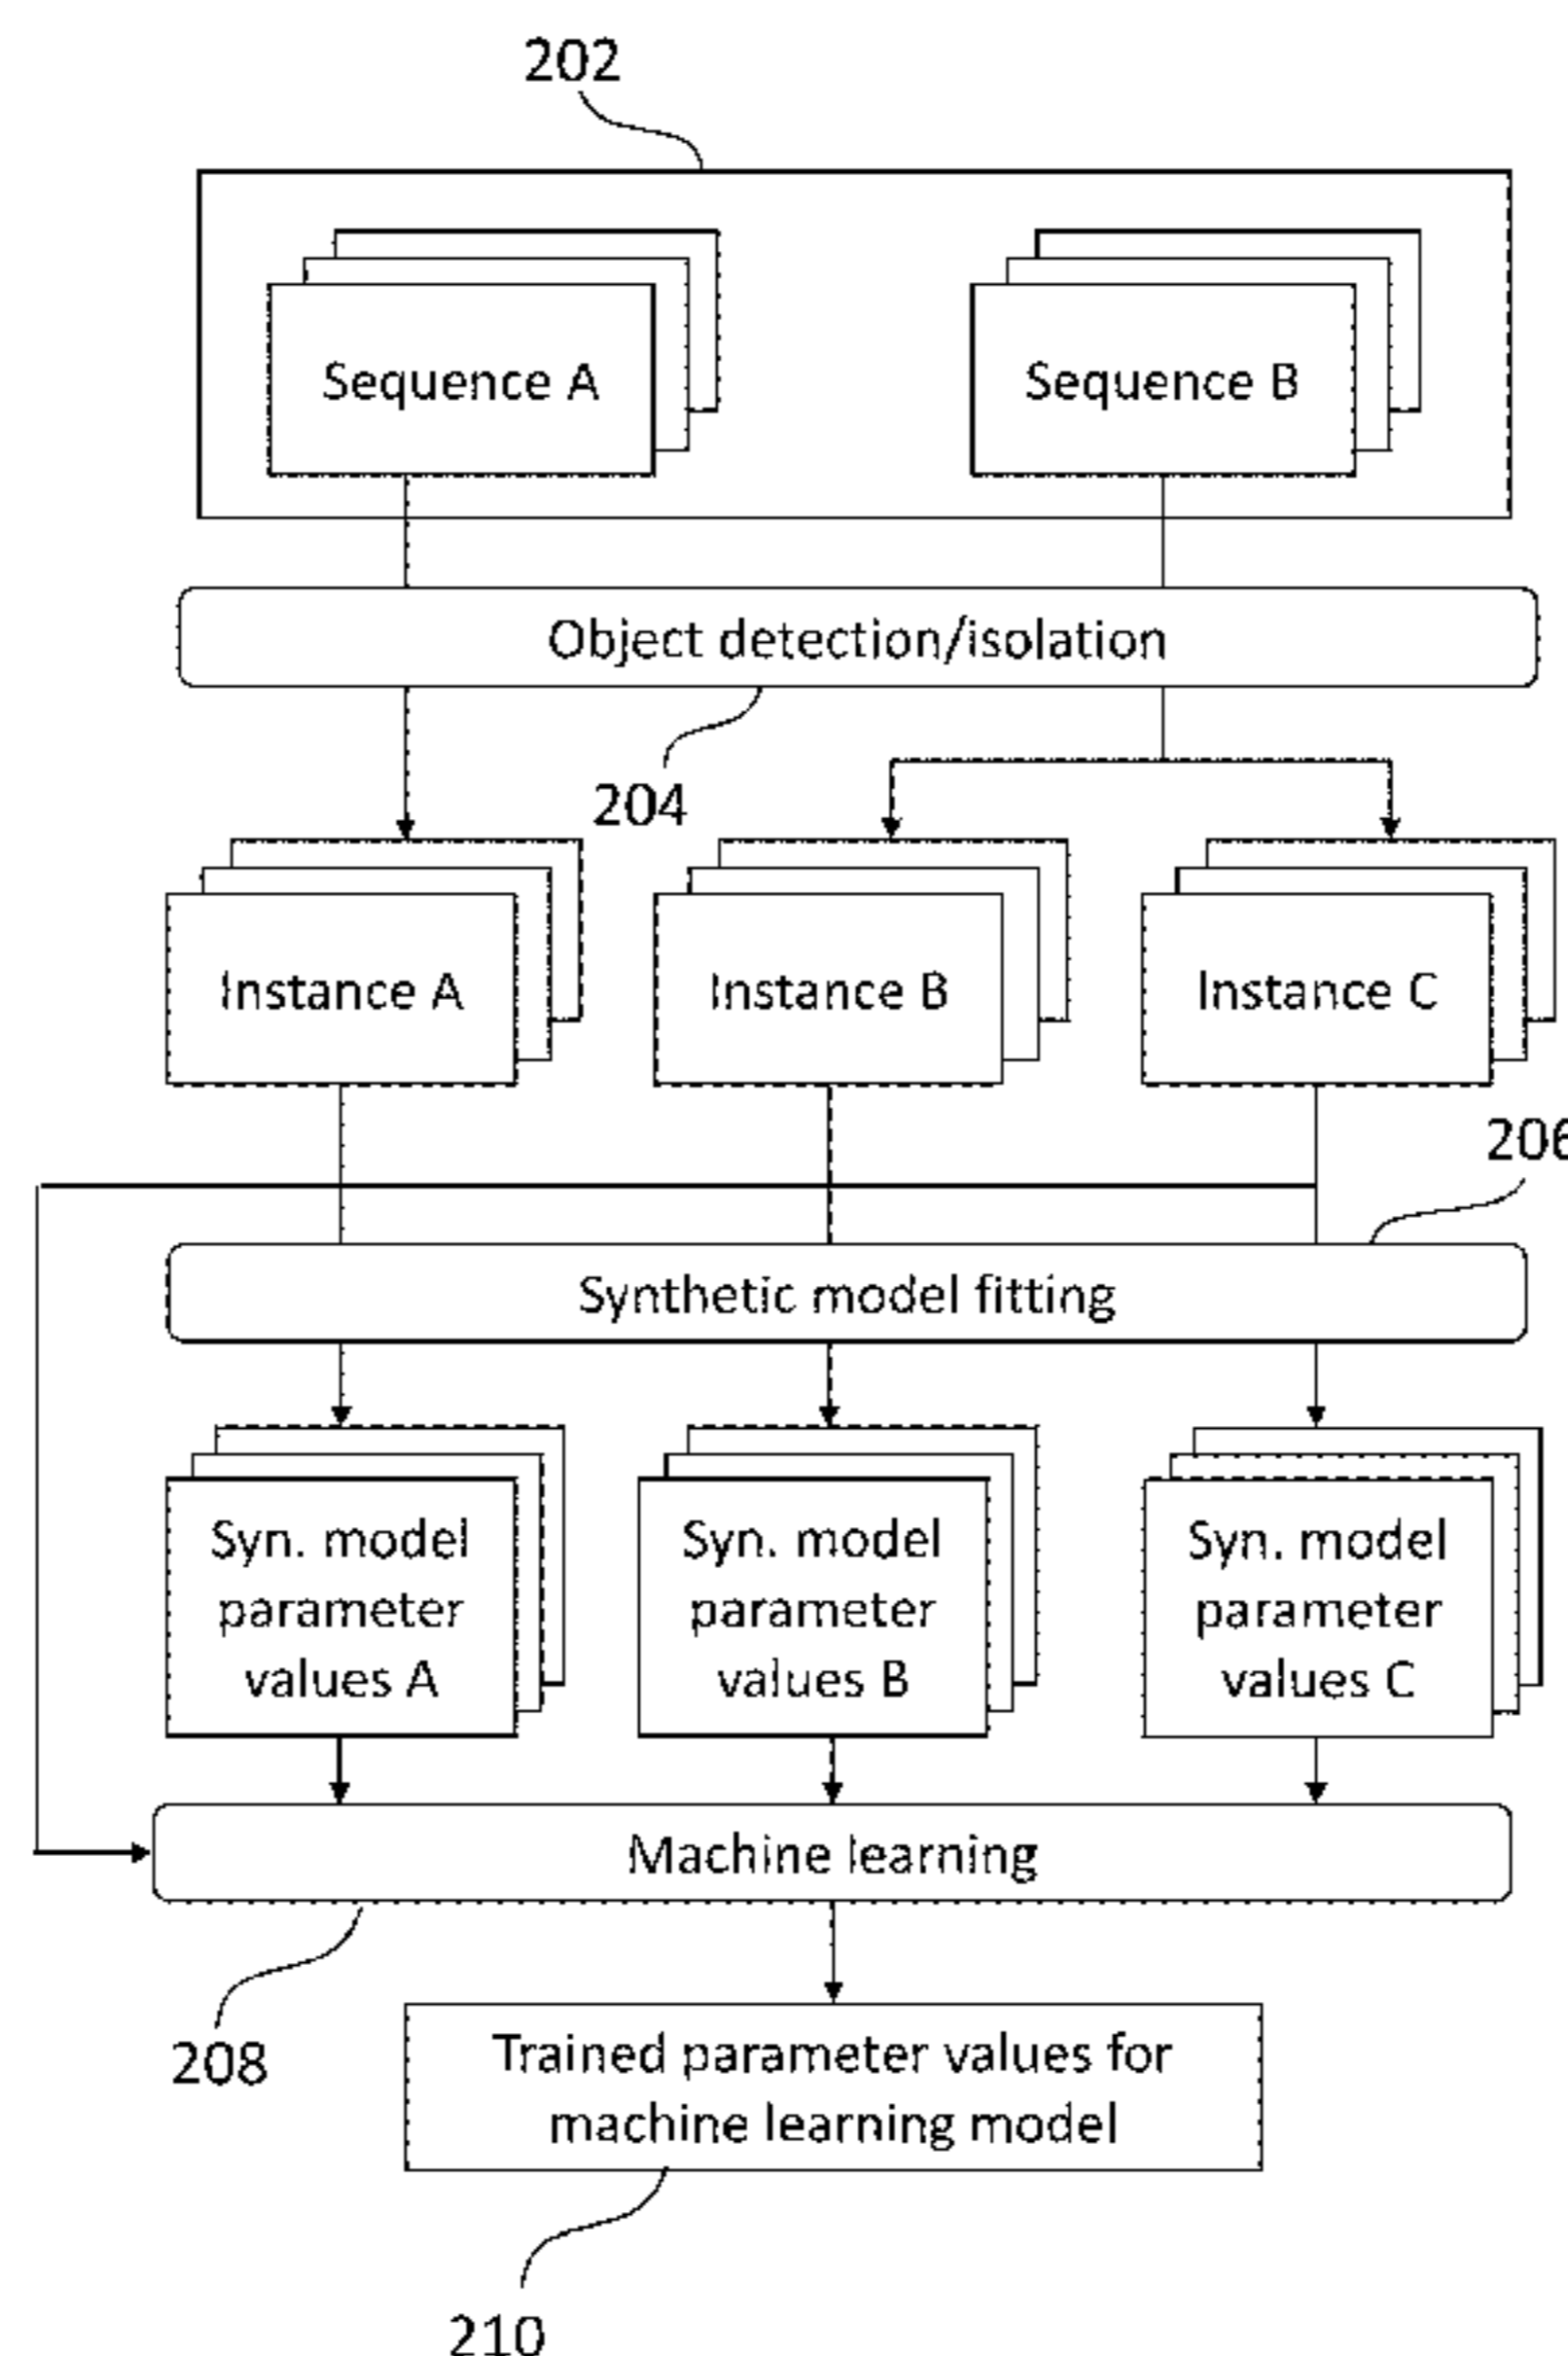 202
Sequence A
Sequence B
Object detection/isolation
204
Instance A
Instance B
Instance C
206
Synthetic model fitting
Syn. model
parameter
values A
Syn. model
parameter
values B
Syn. model
parameter
values C
Machine learning
208
Trained parameter values for
machine learning model
210